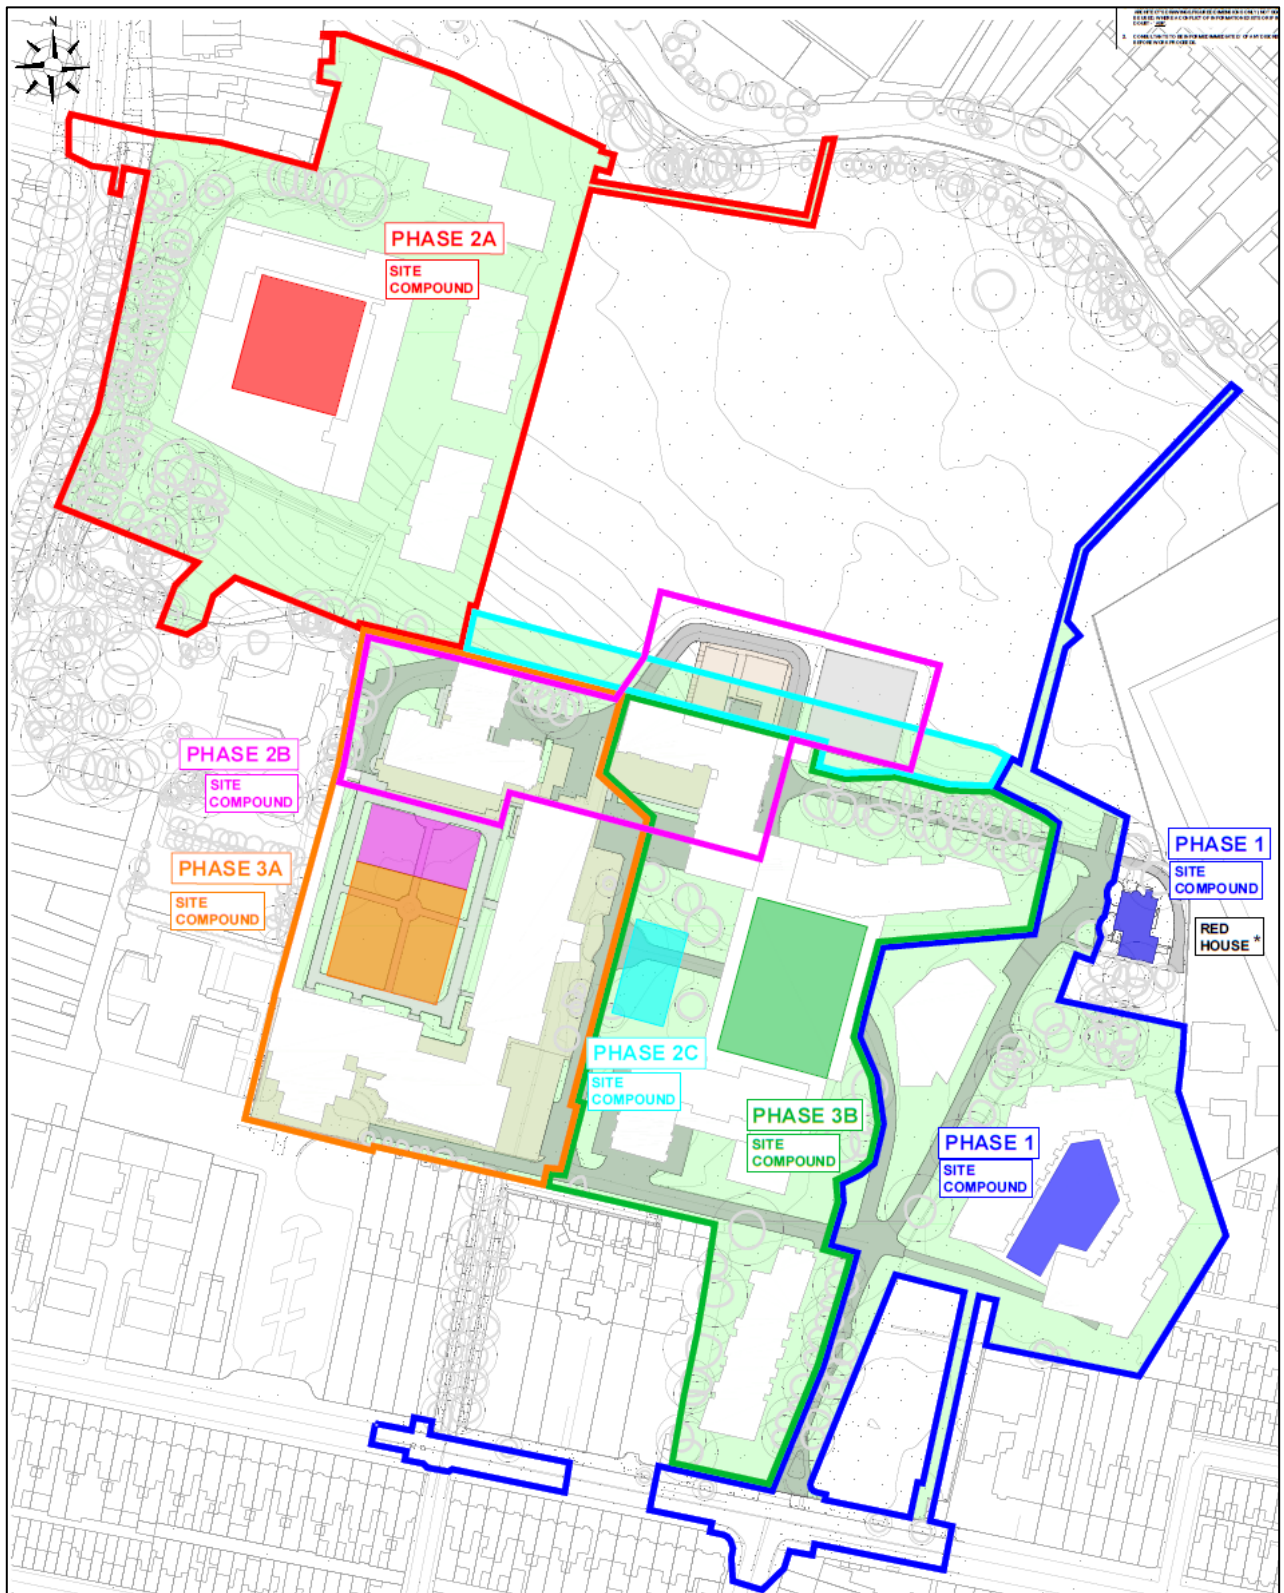 N
PHASE 2A
SITE
COMPOUND
PHASE 2B
SITE
COMPOUND
PHASE 3A
SITE
COMPOUND
PHASE 1
SITE
COMPOUND
RED
HOUSE *
PHASE 2C
SITE
COMPOUND
PHASE 3B
SITE
COMPOUND
PHASE 1
SITE
COMPOUND